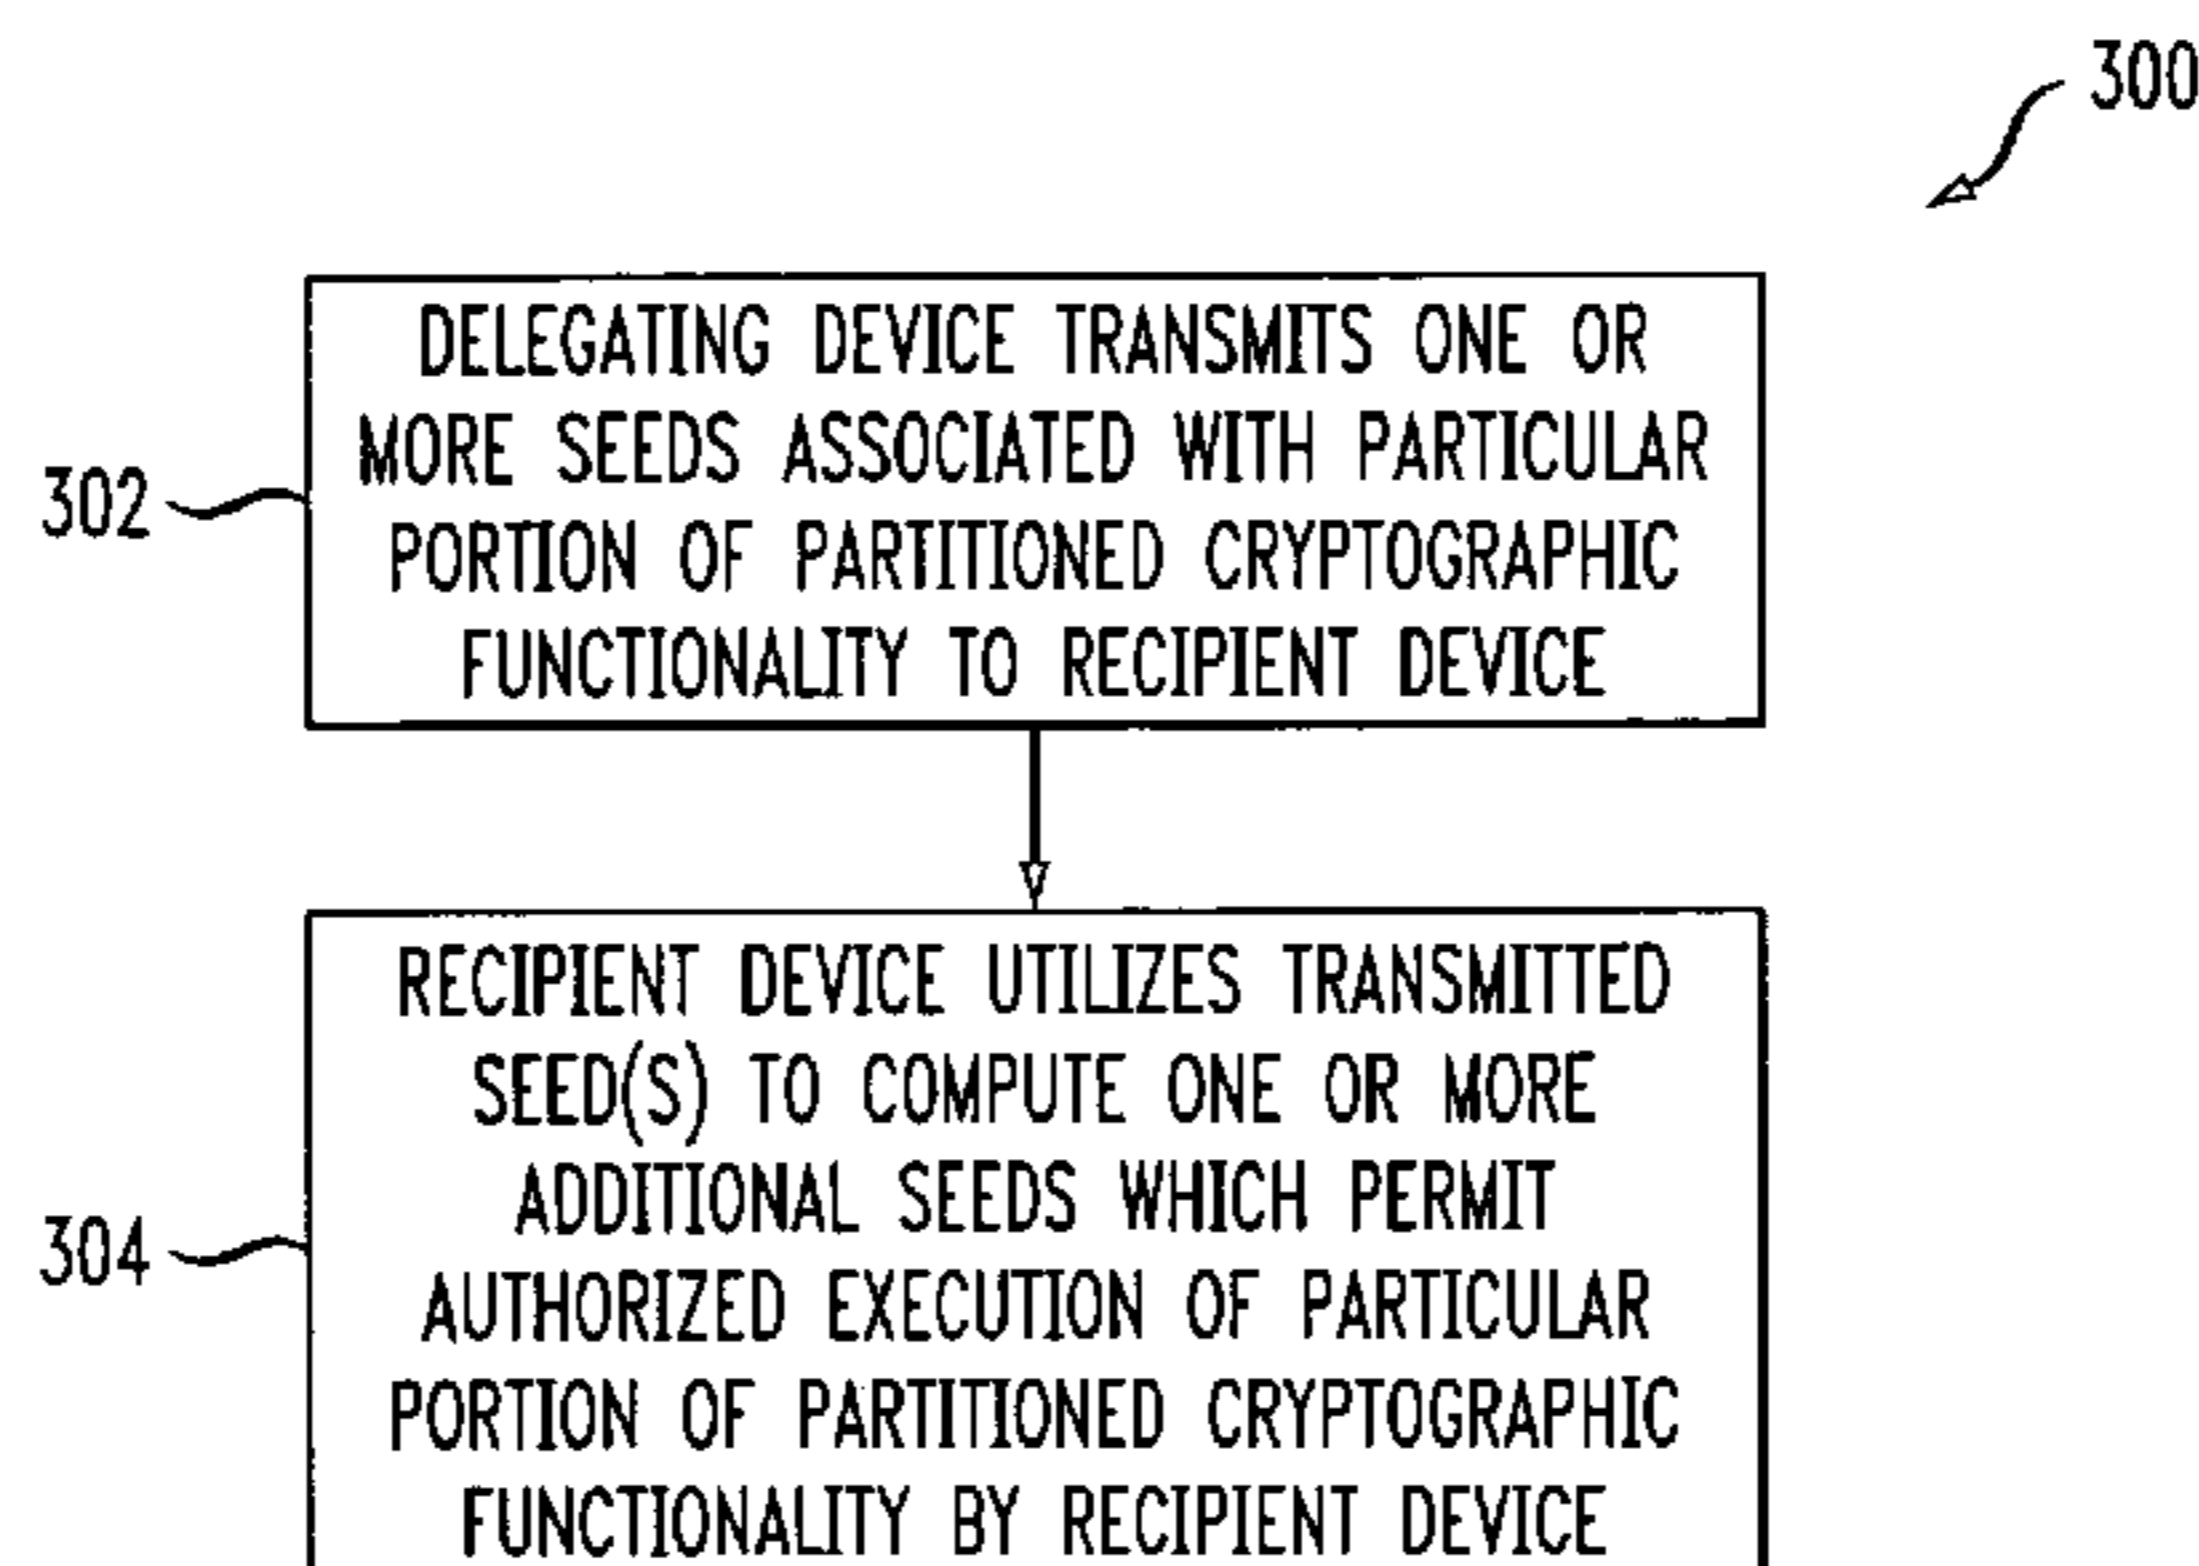 300
DELEGATING DEVICE TRANSMITS ONE OR
MORE SEEDS ASSOCIATED WITH PARTICULAR
PORTION OF PARTITIONED CRYPTOGRAPHIC
FUNCTIONALITY TO RECIPIENT DEVICE
302
RECIPIENT DEVICE UTILIZES TRANSMITTED
SEED(S) TO COMPUTE ONE OR MORE
ADDITIONAL SEEDS WHICH PERMIT
AUTHORIZED EXECUTION OF PARTICULAR
PORTION OF PARTITIONED CRYPTOGRAPHIC
FUNCTIONALITY BY RECIPIENT DEVICE
304